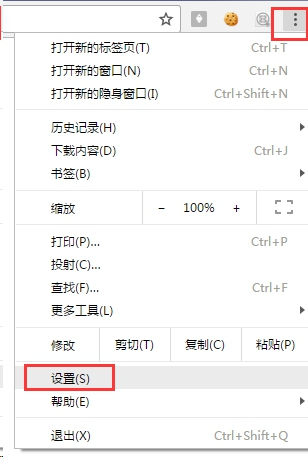 打开新的标签页(T) Ctrl+T
打开新的窗口(N) Ctrl+N
打开新的隐身窗口(I) Ctrl+Shift+N
历史记录(H)
下载内容(D) Ctrl+J
书签(B)
缩放 − 100% +
打印(P)... Ctrl+P
投射(C)...
查找(F)... Ctrl+F
更多工具(L)
修改 剪切(T) 复制(C) 粘贴(P)
设置(S)
帮助(E)
退出(X) Ctrl+Shift+Q